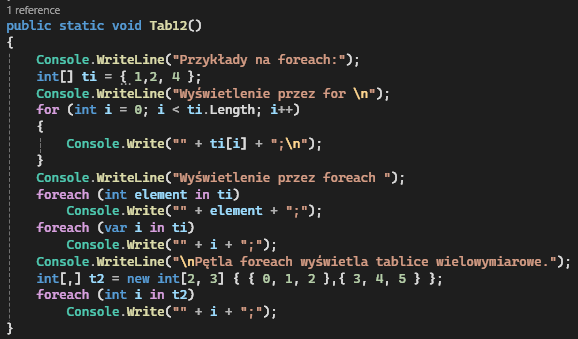 1 reference
public static void Tab12()
{
Console.WriteLine("Przykłady na foreach:");
int[] ti = { 1,2, 4 };
Console.WriteLine("Wyświetlenie przez for \n");
for (int i = 0; i < ti.Length; i++)
{
Console.Write("" + ti[i] + ";\n");
}
Console.WriteLine("Wyświetlenie przez foreach ");
foreach (int element in ti)
Console.Write("" + element + ";");
foreach (var i in ti)
Console.Write("" + i + ";");
Console.WriteLine("\nPętla foreach wyświetla tablice wielowymiarowe.");
int[,] t2 = new int[2, 3] { { 0, 1, 2 },{ 3, 4, 5 } };
foreach (int i in t2)
Console.Write("" + i + ";");
}